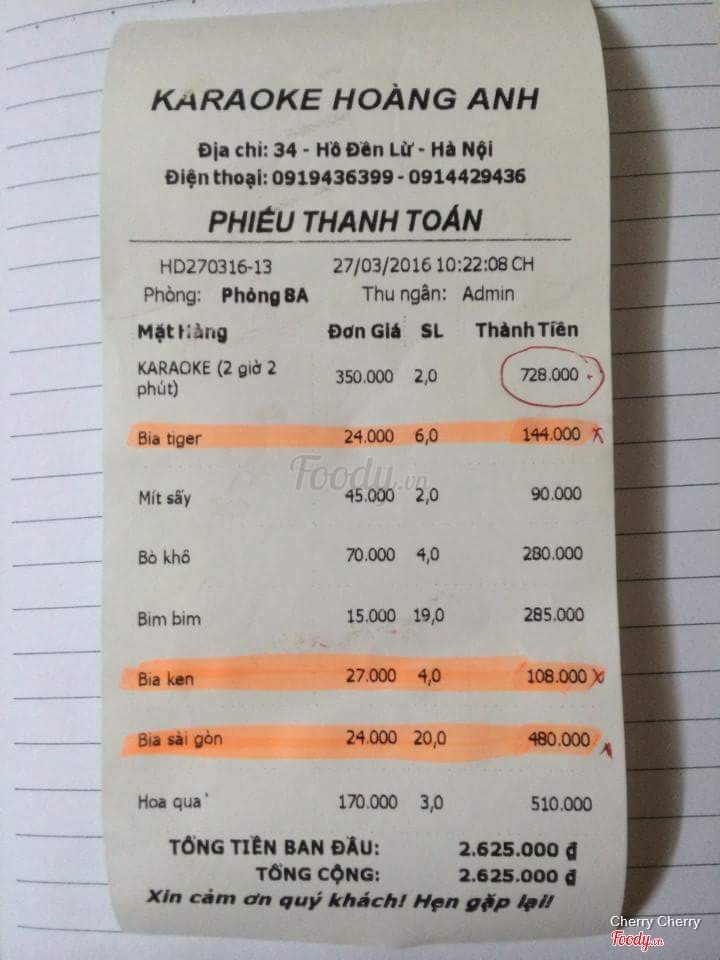 KARAOKE HOÀNG ANH
Địa chỉ: 34 - Hồ Đền Lừ - Hà Nội
Điện thoại: 0919436399 - 0914429436
PHIẾU THANH TOÁN
HD270316-13 27/03/2016 10:22:08 CH
Phòng: Phòng 8A Thu ngân: Admin
Mặt Hàng Đơn Giá SL Thành Tiền
KARAOKE (2 giờ 2 350.000 2,0 728.000
phút)
Bia tiger 24.000 6,0 144.000
Foody.vn
Mít sấy 45.000 2,0 90.000
Bò khô 70.000 4,0 280.000
Bim bim 15.000 19,0 285.000
Bia ken 27.000 4,0 108.000
Bia sài gòn 24.000 20,0 480.000
Hoa quả 170.000 3,0 510.000
TỔNG TIỀN BAN ĐẦU: 2.625.000 ₫
TỔNG CỘNG: 2.625.000 ₫
Xin cảm ơn quý khách! Hẹn gặp lại!
Cherry Cherry
Foody.vn